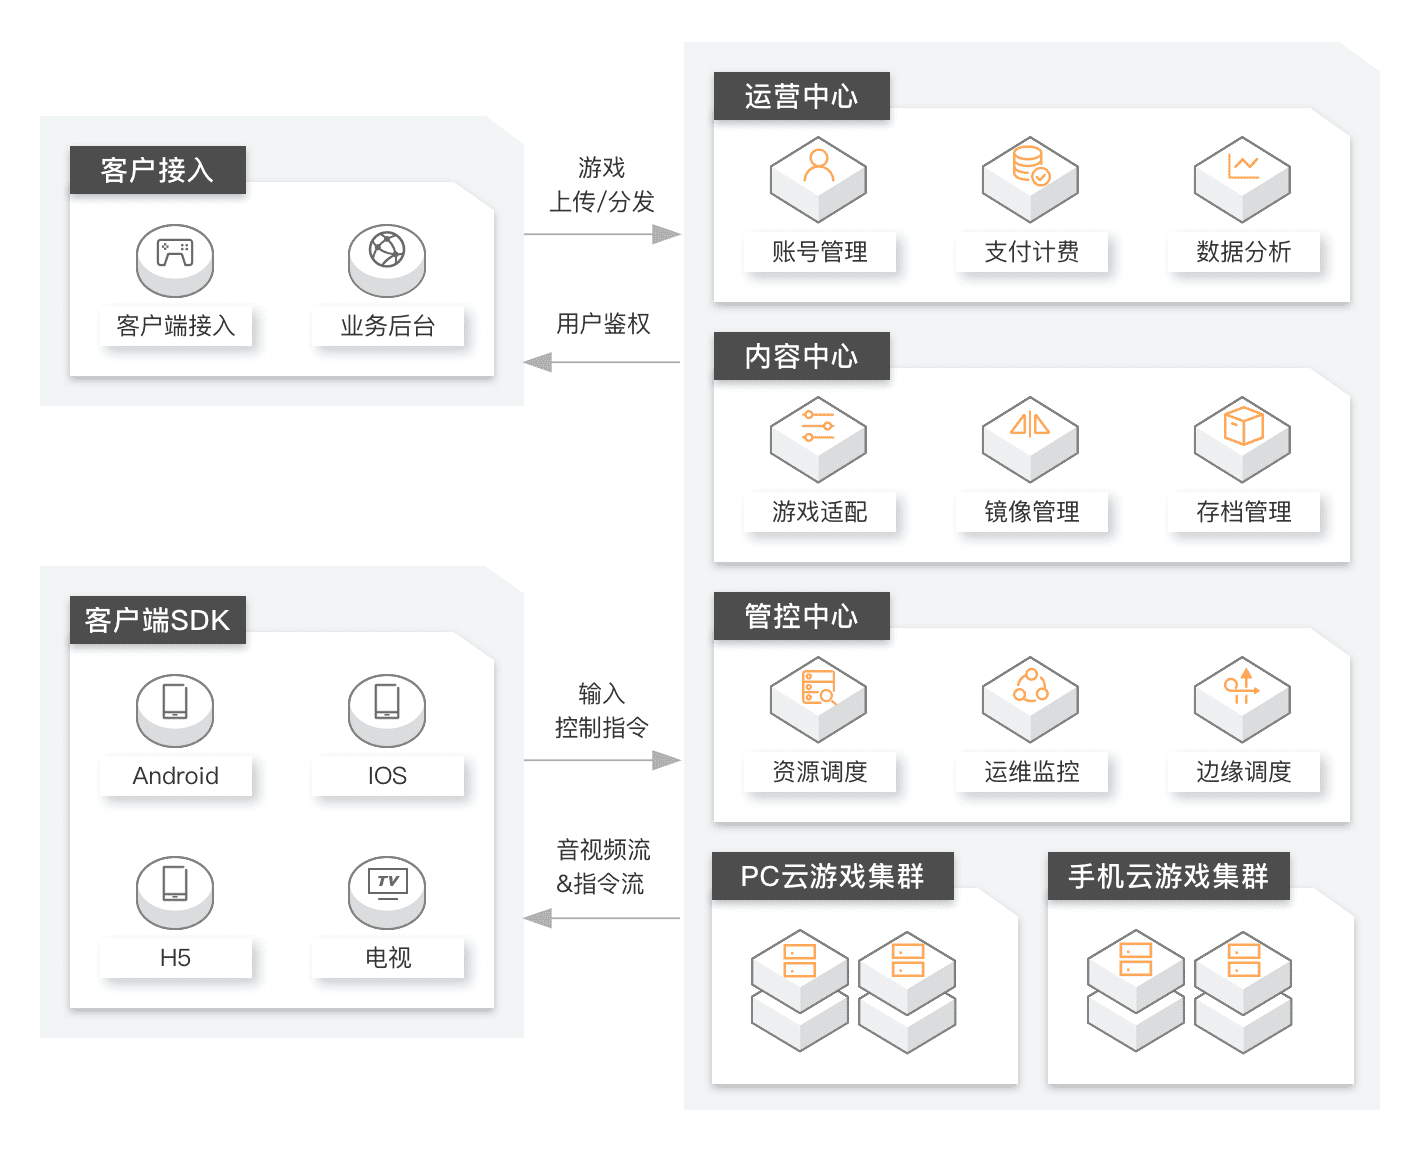 客户接入
客户端接入
业务后台
游戏
上传/分发
用户鉴权
运营中心
账号管理
支付计费
数据分析
内容中心
游戏适配
镜像管理
存档管理
客户端SDK
Android
IOS
H5
TV
电视
输入
控制指令
音视频流
&指令流
管控中心
资源调度
运维监控
边缘调度
PC云游戏集群
手机云游戏集群